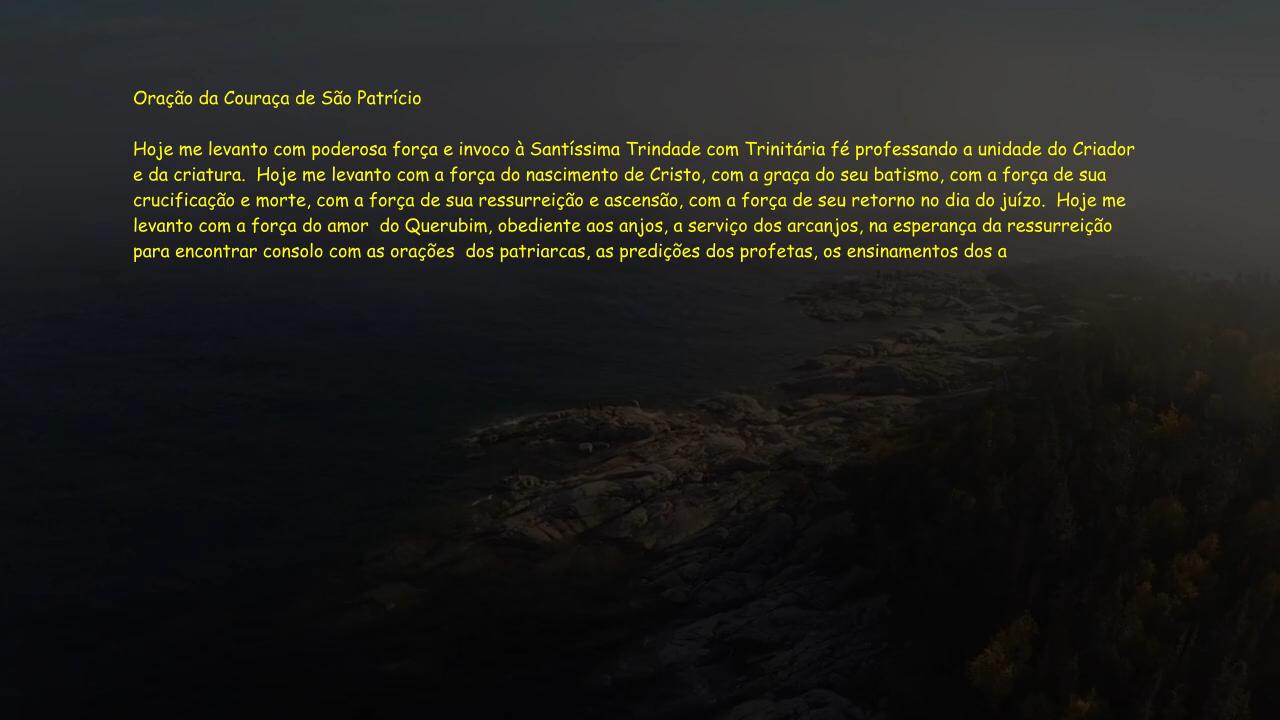 Oração da Couraça de São Patrício
Hoje me levanto com poderosa força e invoco à Santíssima Trindade com Trinitária fé professando a unidade do Criador
e da criatura.  Hoje me levanto com a força do nascimento de Cristo, com a graça do seu batismo, com a força de sua
crucificação e morte, com a força de sua ressurreição e ascensão, com a força de seu retorno no dia do juízo.  Hoje me
levanto com a força do amor  do Querubim, obediente aos anjos, a serviço dos arcanjos, na esperança da ressurreição
para encontrar consolo com as orações  dos patriarcas, as predições dos profetas, os ensinamentos dos a